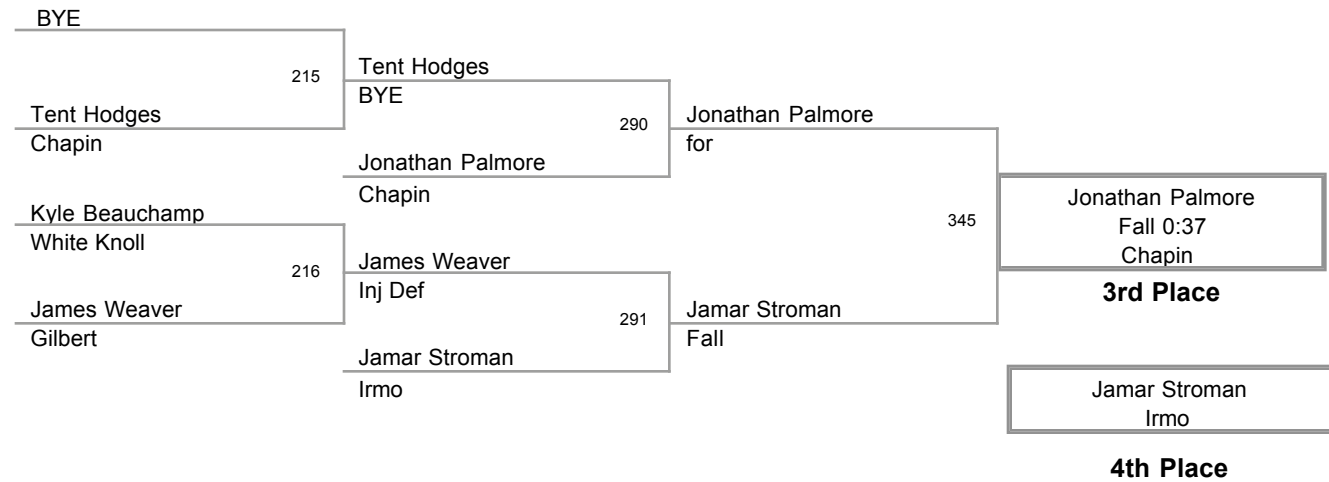 BYE
215
Tent Hodges
Chapin
Tent Hodges
BYE
290
Jonathan Palmore
Chapin
Jonathan Palmore
for
Kyle Beauchamp
White Knoll
216
James Weaver
Gilbert
James Weaver
Inj Def
291
Jamar Stroman
Irmo
Jamar Stroman
Fall
345
Jonathan Palmore
Fall 0:37
Chapin
3rd Place
Jamar Stroman
Irmo
4th Place